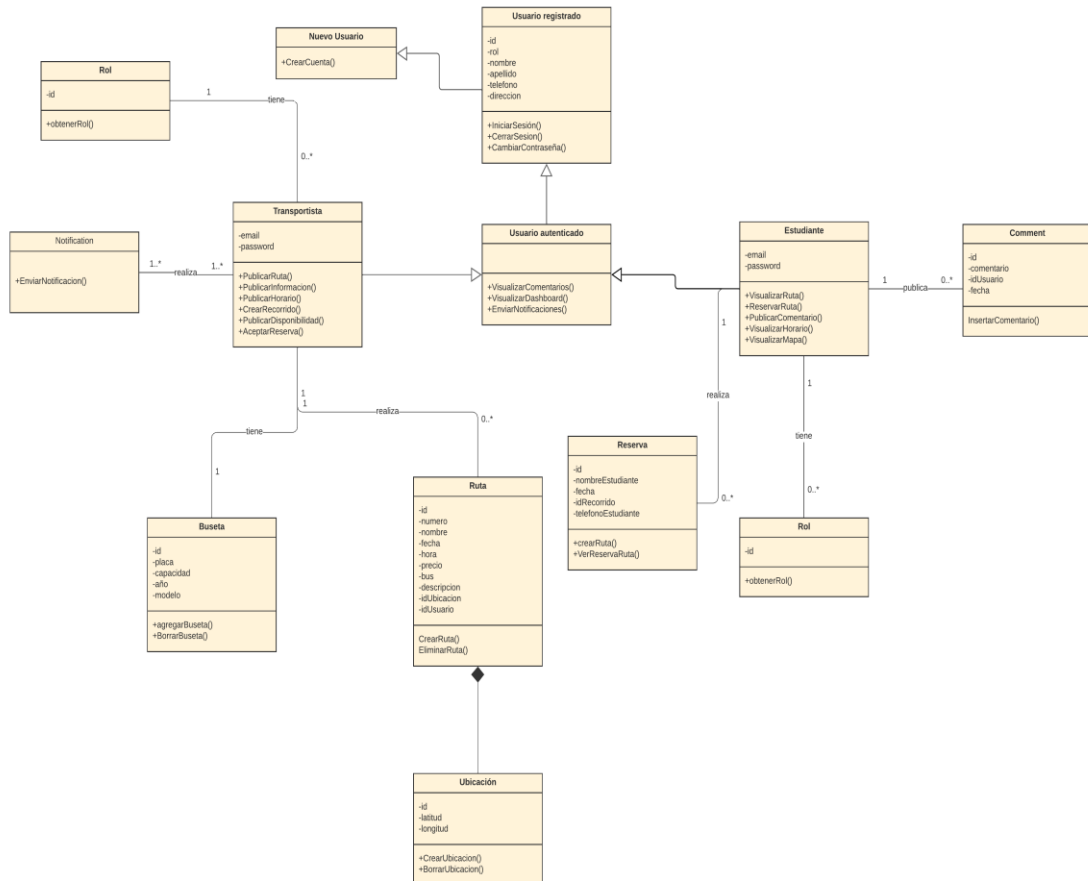 Usuario registrado
-id
-rol
-nombre
-apellido
-telefono
-direccion
+IniciarSesión()
+CerrarSesion()
+CambiarContraseña()
Nuevo Usuario
+CrearCuenta()
Rol
-id
+obtenerRol()
1
tiene
0..*
Transportista
-email
-password
+PublicarRuta()
+PublicarInformacion()
+PublicarHorario()
+CrearRecorrido()
+PublicarDisponibilidad()
+AceptarReserva()
Notification
+EnviarNotificacion()
1..*
realiza
1..*
Usuario autenticado
+VisualizarComentarios()
+VisualizarDashboard()
+EnviarNotificaciones()
Estudiante
-email
-password
+VisualizarRuta()
+ReservarRuta()
+PublicarComentario()
+VisualizarHorario()
+VisualizarMapa()
1
publica
0..*
Comment
-id
-comentario
-idUsuario
-fecha
InsertarComentario()
1
realiza
0..*
1
tiene
0..*
1
1
realiza
0..*
tiene
1
Reserva
-id
-nombreEstudiante
-fecha
-idRecorrido
-telefonoEstudiante
+crearRuta()
+VerReservaRuta()
Rol
-id
+obtenerRol()
Buseta
-id
-placa
-capacidad
-año
-modelo
+agregarBuseta()
+BorrarBuseta()
Ruta
-id
-numero
-nombre
-fecha
-hora
-precio
-bus
-descripcion
-idUbicacion
-idUsuario
CrearRuta()
EliminarRuta()
Ubicación
-id
-latitud
-longitud
+CrearUbicacion()
+BorrarUbicacion()